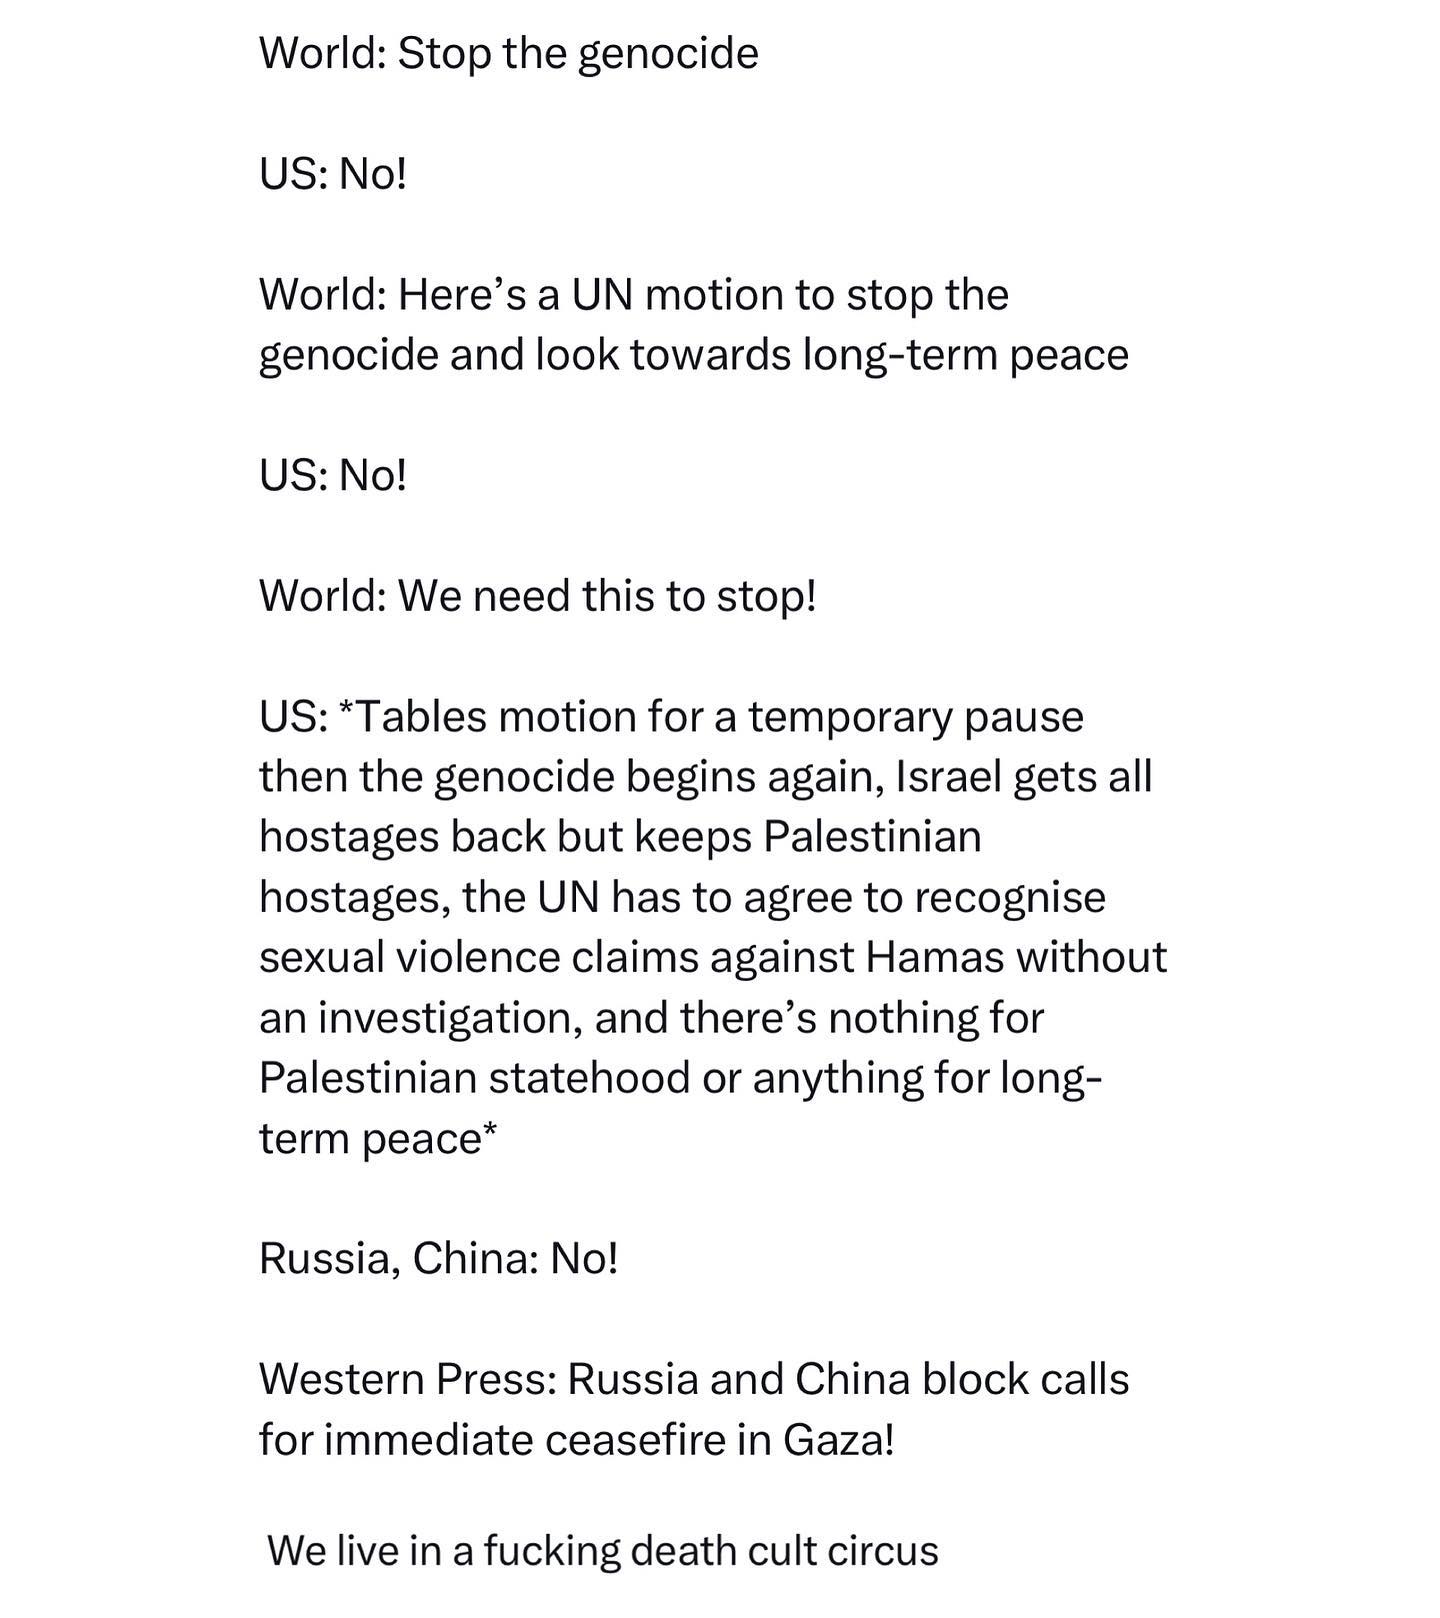 World: Stop the genocide
US: No!
World: Here’s a UN motion to stop the
genocide and look towards long-term peace
US: No!
World: We need this to stop!
US: *Tables motion for a temporary pause
then the genocide begins again, Israel gets all
hostages back but keeps Palestinian
hostages, the UN has to agree to recognise
sexual violence claims against Hamas without
an investigation, and there’s nothing for
Palestinian statehood or anything for long-
term peace*
Russia, China: No!
Western Press: Russia and China block calls
for immediate ceasefire in Gaza!
We live in a fucking death cult circus